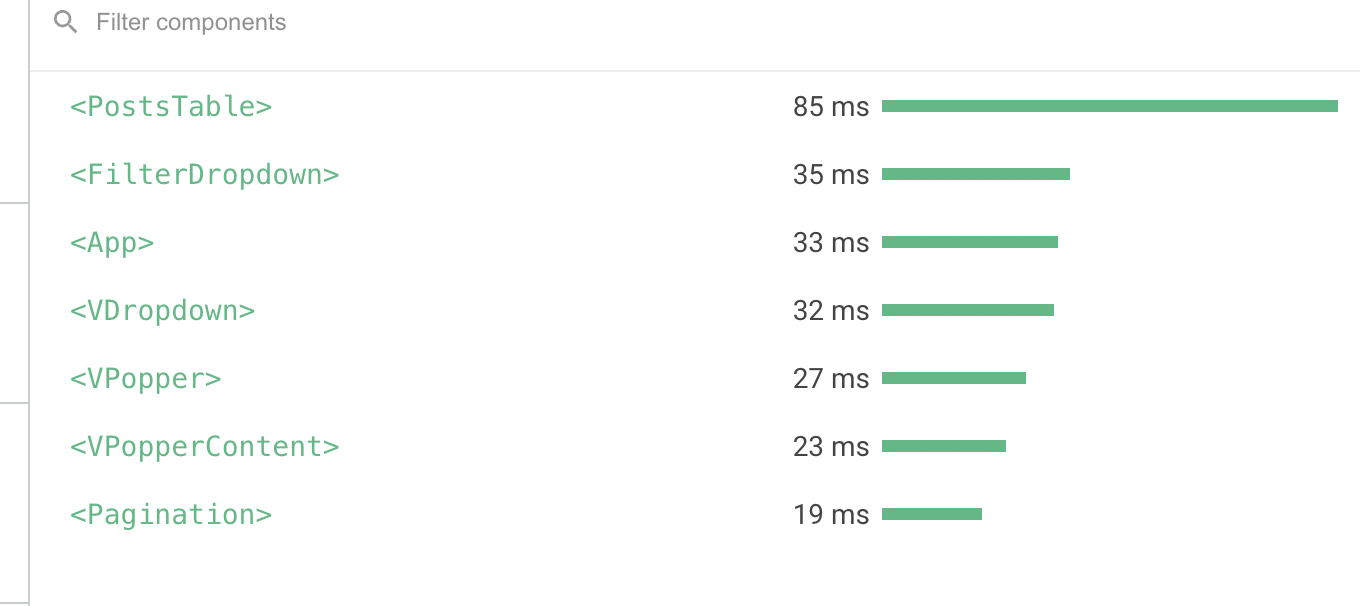 Filter components
<PostsTable> 85 ms
<FilterDropdown> 35 ms
<App> 33 ms
<VDropdown> 32 ms
<VPopper> 27 ms
<VPopperContent> 23 ms
<Pagination> 19 ms